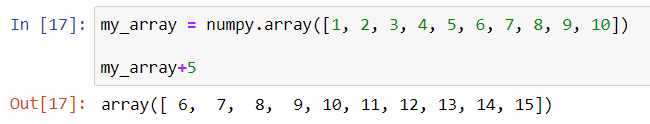 In [17]: my_array = numpy.array([1, 2, 3, 4, 5, 6, 7, 8, 9, 10])
my_array+5
Out[17]: array([ 6,  7,  8,  9, 10, 11, 12, 13, 14, 15])